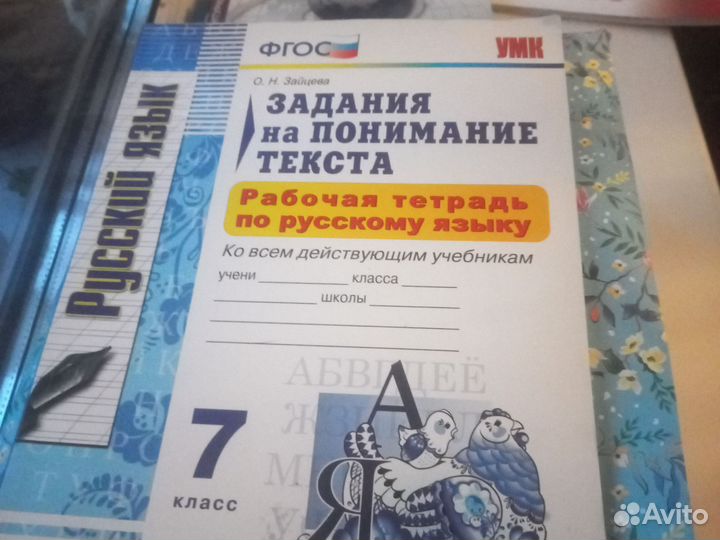 ФГОС
УМК
О. Н. Зайцева
ЗАДАНИЯ
на ПОНИМАНИЕ
ТЕКСТА
Рабочая тетрадь
по русскому языку
Ко всем действующим учебникам
учени класса
школы
Русский язык
АБВГДЕЁ
7
класс
А
Я
Avito